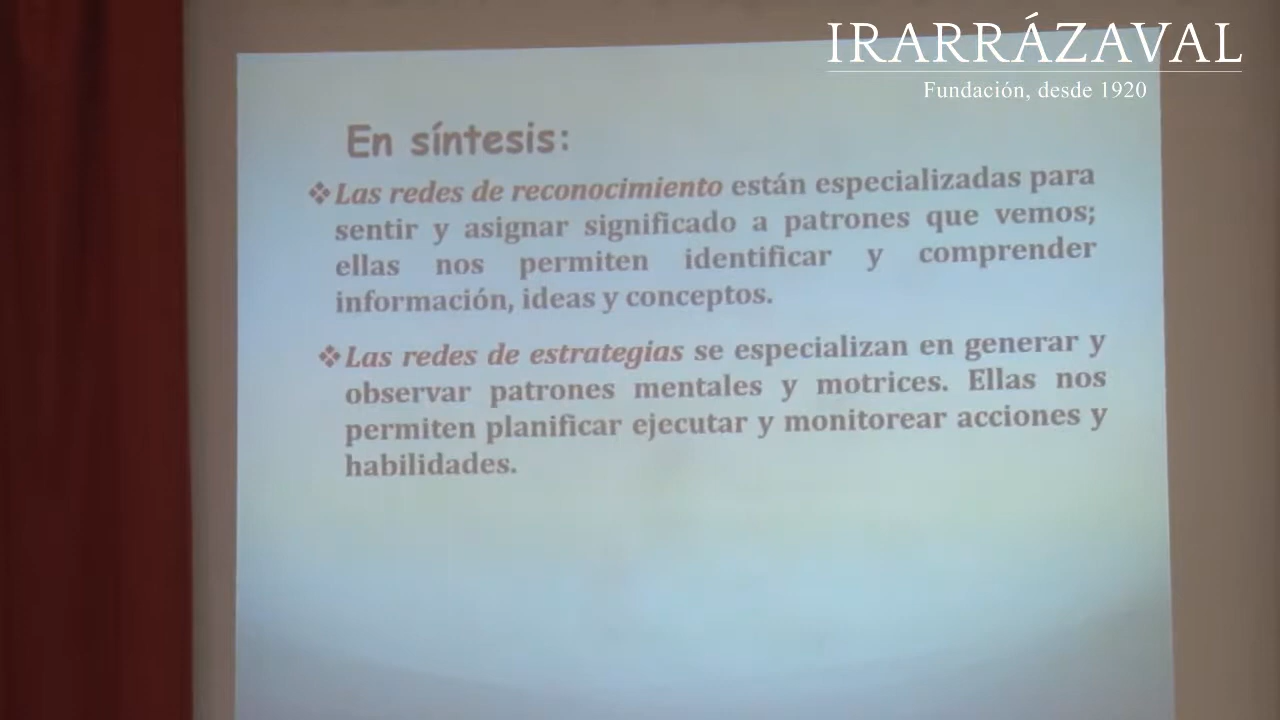 IRARRÁZAVAL
Fundación, desde 1920
En síntesis:
❖Las redes de reconocimiento están especializadas para
sentir y asignar significado a patrones que vemos;
ellas nos permiten identificar y comprender
información, ideas y conceptos.
❖Las redes de estrategias se especializan en generar y
observar patrones mentales y motrices. Ellas nos
permiten planificar ejecutar y monitorear acciones y
habilidades.